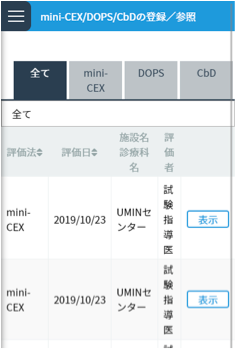 mini-CEX/DOPS/CbDの登録／参照
全て
mini-
CEX
DOPS
CbD
全て
評価法
評価日
施設名
診療科
名
評
価
者
mini-
CEX
2019/10/23
UMINセ
ンター
試
験
指
導
医
表示
mini-
CEX
2019/10/23
UMINセ
ンター
試
験
指
導
医
表示